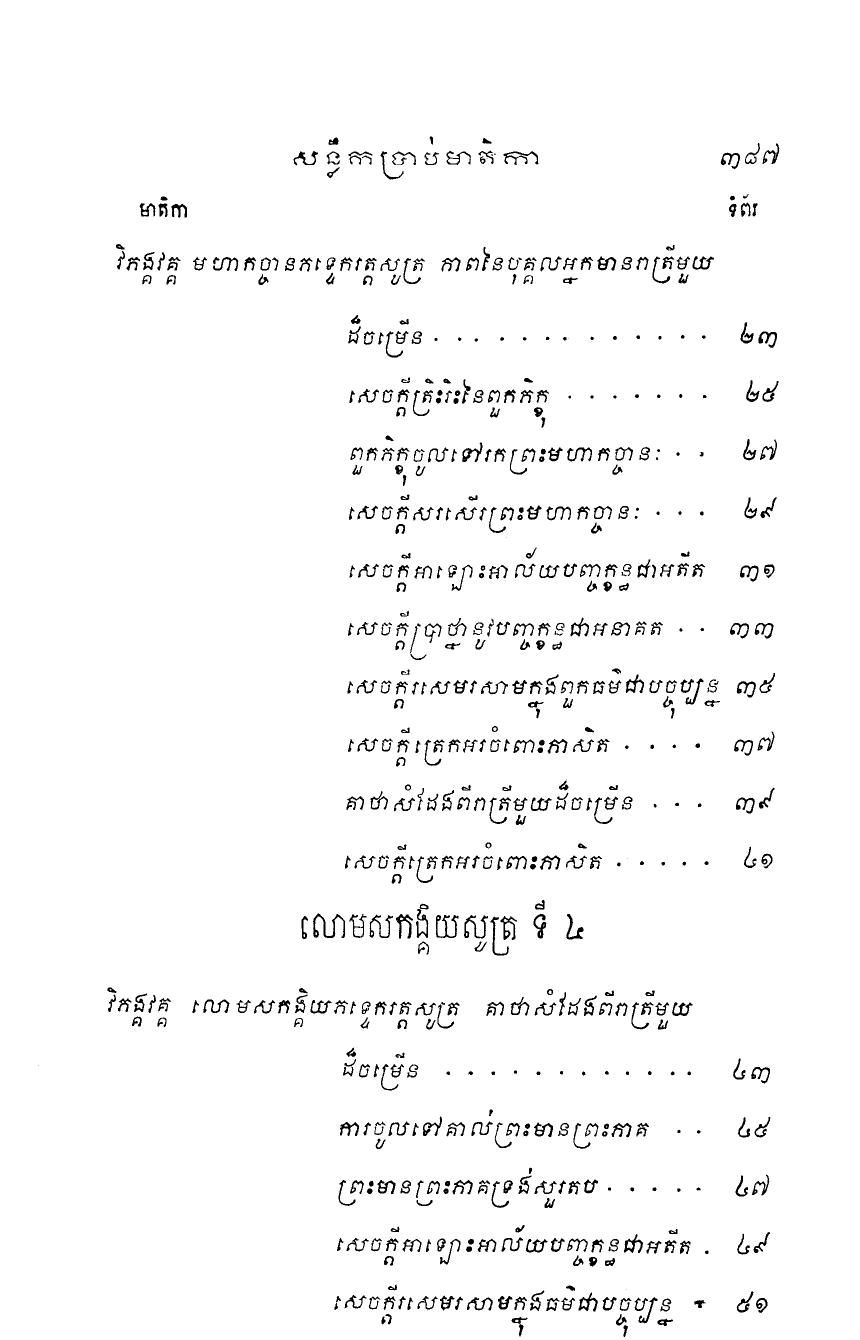 សន្លឹកប្រាប់មាតិកា ៣៨៧
មាតិកា ទំព័រ
វិភង្គវគ្គ មហាកច្ចានភទ្ទេករត្តសូត្រ ភាពនៃបុគ្គលអ្នកមានរាត្រីមួយ
ដ៏ចម្រើន . . . . . . . . . . . . . ២៣
សេចក្តីត្រិះរិះនៃពួកភិក្ខុ . . . . . . . ២៥
ពួកភិក្ខុចូលទៅរកព្រះមហាកច្ចានៈ . . ២៧
សេចក្តីសរសើរព្រះមហាកច្ចានៈ . . . ២៩
សេចក្តីអាឡោះអាល័យបញ្ចក្ខន្ធជាអតីត ៣១
សេចក្តីប្រាថ្នានូវបញ្ចក្ខន្ធជាអនាគត . . ៣៣
សេចក្តីរសេមរសាមក្នុងពួកធម៌ជាបច្ចុប្បន្ន ៣៥
សេចក្តីត្រេកអរចំពោះភាសិត . . . . ៣៧
គាថាសំដែងពីរាត្រីមួយដ៏ចម្រើន . . . ៣៩
សេចក្តីត្រេកអរចំពោះភាសិត . . . . . ៤១
លោមសកង្គិយសូត្រ ទី ៤
វិភង្គវគ្គ លោមសកង្គិយភទ្ទេករត្តសូត្រ គាថាសំដែងពីរាត្រីមួយ
ដ៏ចម្រើន . . . . . . . . . . . . ៤៣
ការចូលទៅគាល់ព្រះមានព្រះភាគ . . ៤៥
ព្រះមានព្រះភាគទ្រង់សួរតប . . . . . ៤៧
សេចក្តីអាឡោះអាល័យបញ្ចក្ខន្ធជាអតីត . ៤៩
សេចក្តីរសេមរសាមក្នុងធម៌ជាបច្ចុប្បន្ន . ៥១